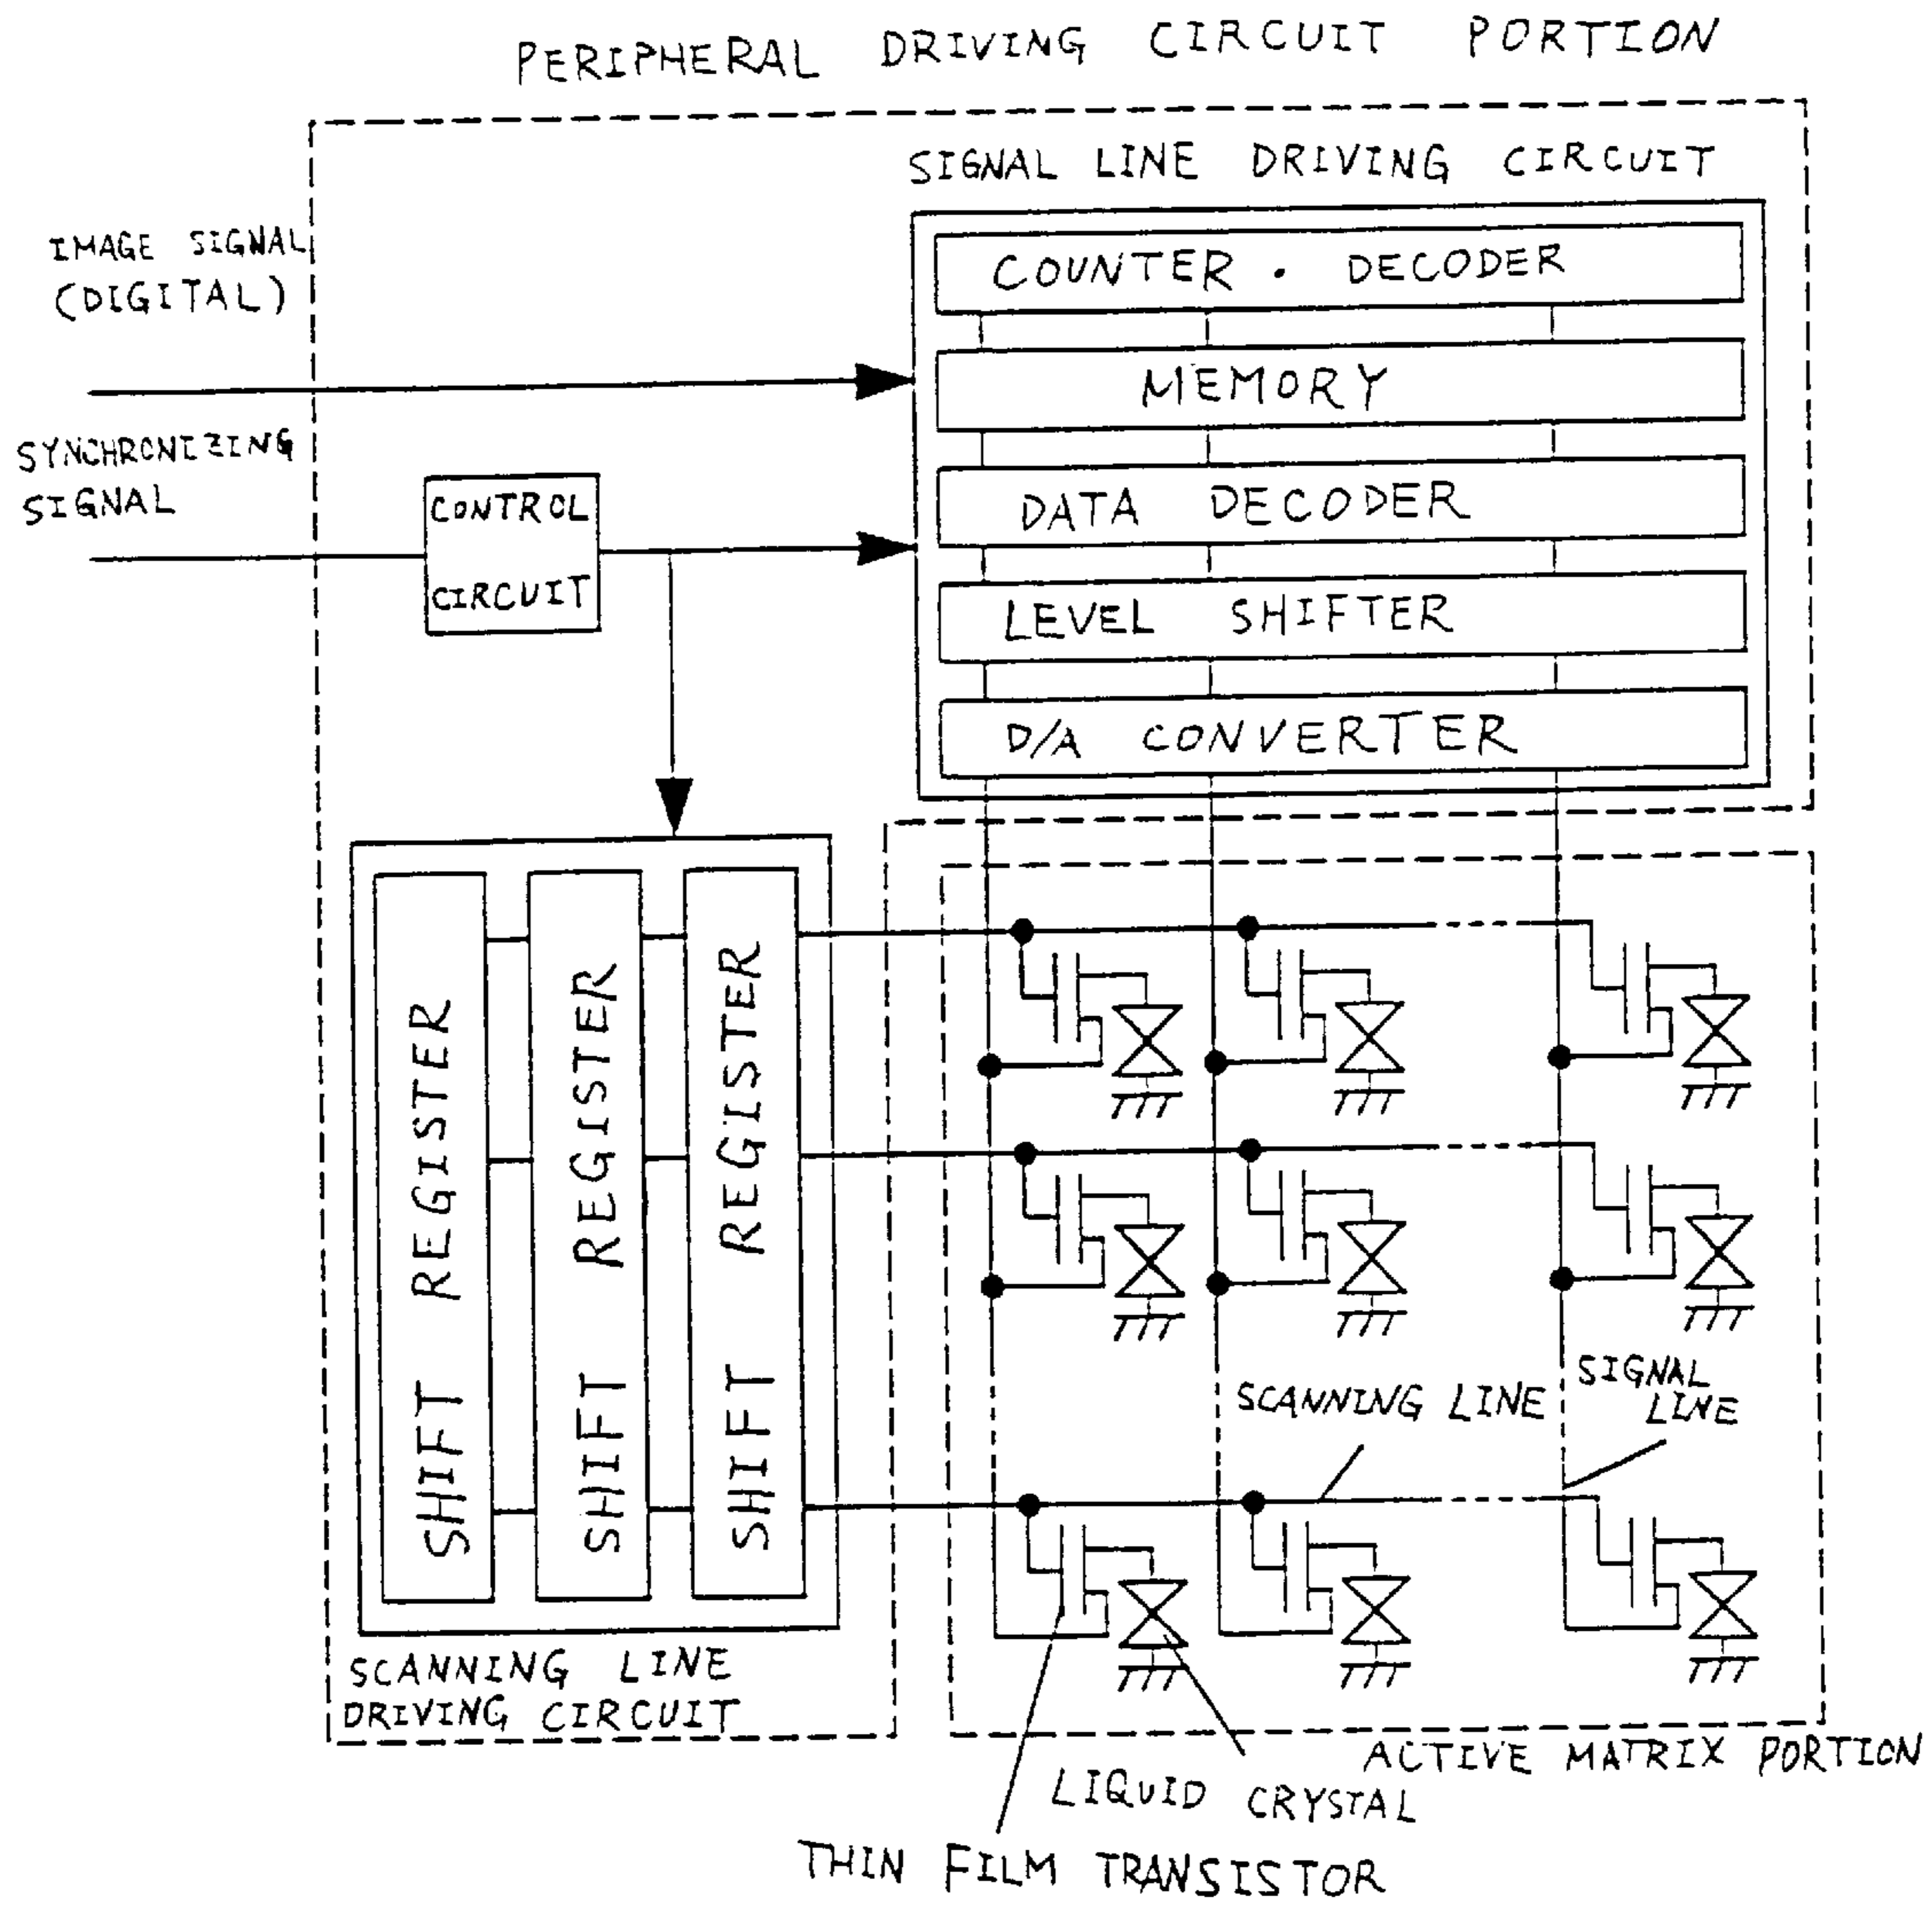 PERIPHERAL DRIVING CIRCUIT PORTION
SIGNAL LINE DRIVING CIRCUIT
IMAGE SIGNAL
(DIGITAL)
COUNTER · DECODER
MEMORY
SYNCHRONIZING
SIGNAL
CONTROL
CIRCUIT
DATA DECODER
LEVEL SHIFTER
D/A CONVERTER
SHIFT REGISTER
SHIFT REGISTER
SHIFT REGISTER
SCANNING LINE
SIGNAL
LINE
SCANNING LINE
DRIVING CIRCUIT
ACTIVE MATRIX PORTION
LIQUID CRYSTAL
THIN FILM TRANSISTOR